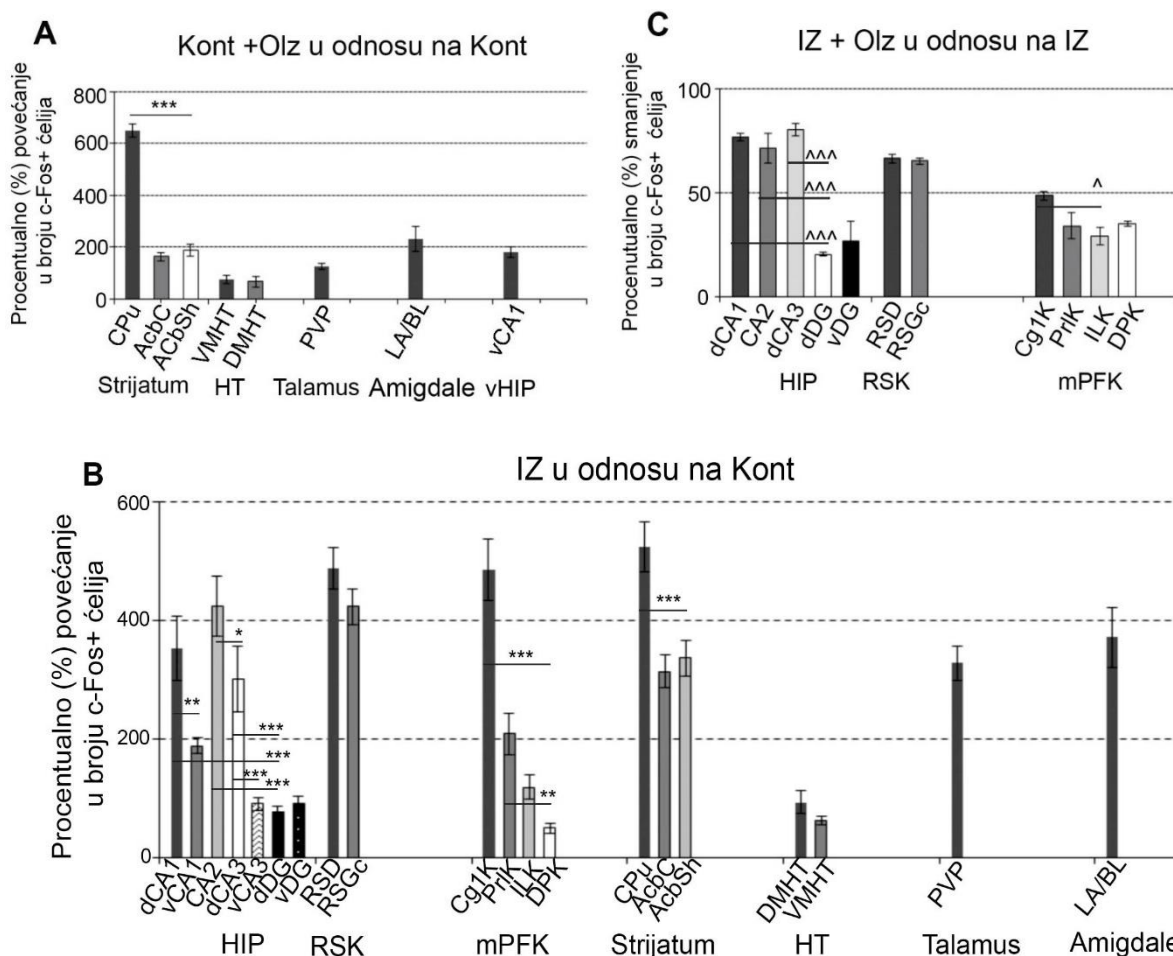 A
Kont +Olz u odnosu na Kont
Procentualno (%) povećanje
u broju c-Fos+ ćelija
800
600
400
200
0
***
CPu
AcbC
ACbSh
VMHT
DMHT
PVP
LA/BL
vCA1
Strijatum
HT
Talamus
Amigdale
vHIP
C
IZ + Olz u odnosu na IZ
Procenutualno (%) smanjenje
u broju c-Fos+ ćelija
100
50
0
^^^
^^^
^^^
^
dCA1
CA2
dCA3
dDG
vDG
RSD
RSGc
Cg1K
PrlK
ILK
DPK
HIP
RSK
mPFK
B
IZ u odnosu na Kont
Procentualno (%) povećanje
u broju c-Fos+ ćelija
600
400
200
0
**
*
***
***
***
***
***
**
***
dCA1
vCA1
CA2
dCA3
vCA3
dDG
vDG
RSD
RSGc
Cg1K
PrlK
ILK
DPK
CPu
AcbC
AcbSh
DMHT
VMHT
PVP
LA/BL
HIP
RSK
mPFK
Strijatum
HT
Talamus
Amigdale